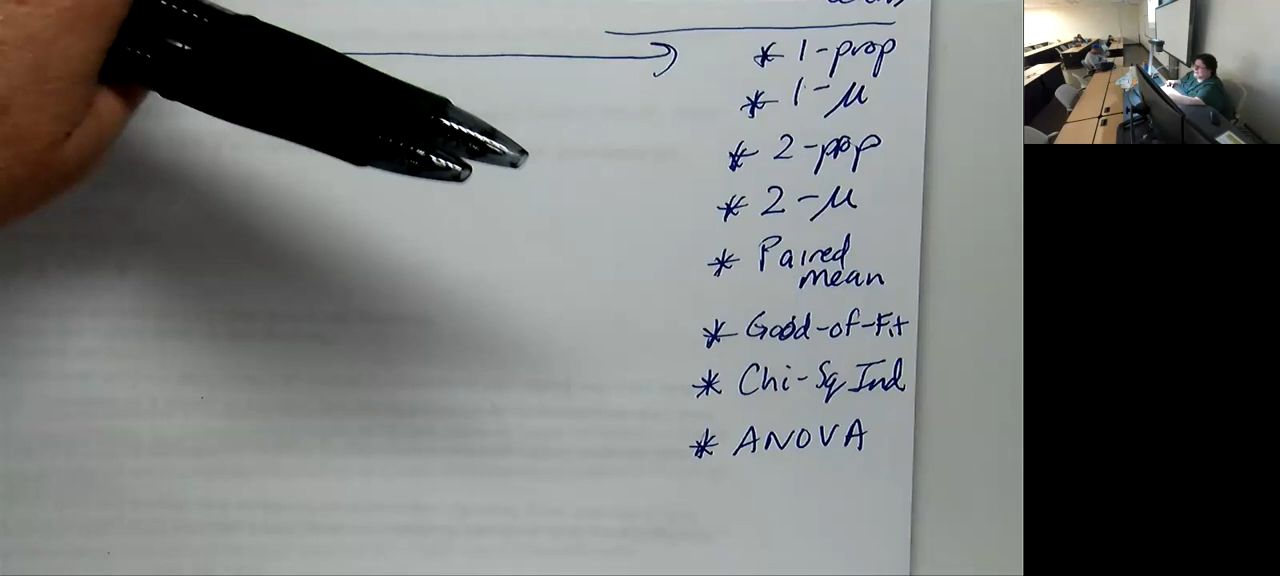 * 1-prop
* 1-μ
* 2-prop
* 2-μ
* Paired
mean
* Good-of-Fit
* Chi-Sq Ind
* ANOVA